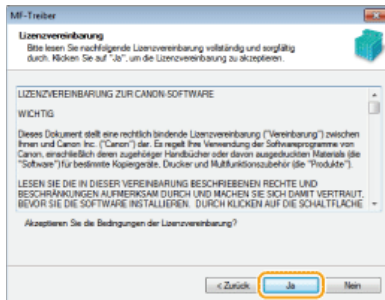 MF-Treiber
Lizenzvereinbarung
Bitte lesen Sie nachfolgende Lizenzvereinbarung vollständig und sorgfältig
durch. Klicken Sie auf "Ja", um die Lizenzvereinbarung zu akzeptieren.
LIZENZVEREINBARUNG ZUR CANON-SOFTWARE
WICHTIG
Dieses Dokument stellt eine rechtlich bindende Lizenzvereinbarung ("Vereinbarung") zwischen
Ihnen und Canon Inc. ("Canon") dar. Es regelt Ihre Verwendung der Softwareprogramme von
Canon, einschließlich deren zugehöriger Handbücher oder davon ausgedruckten Materials (die
"Software") für bestimmte Kopiergeräte, Drucker und Multifunktionszubehör (die "Produkte").
LESEN SIE DIE IN DIESER VEREINBARUNG BESCHRIEBENEN RECHTE UND
BESCHRÄNKUNGEN AUFMERKSAM DURCH UND MACHEN SIE SICH DAMIT VERTRAUT,
BEVOR SIE DIE SOFTWARE INSTALLIEREN. DURCH KLICKEN AUF DIE SCHALTFLÄCHE
Akzeptieren Sie die Bedingungen der Lizenzvereinbarung?
< Zurück Ja Nein